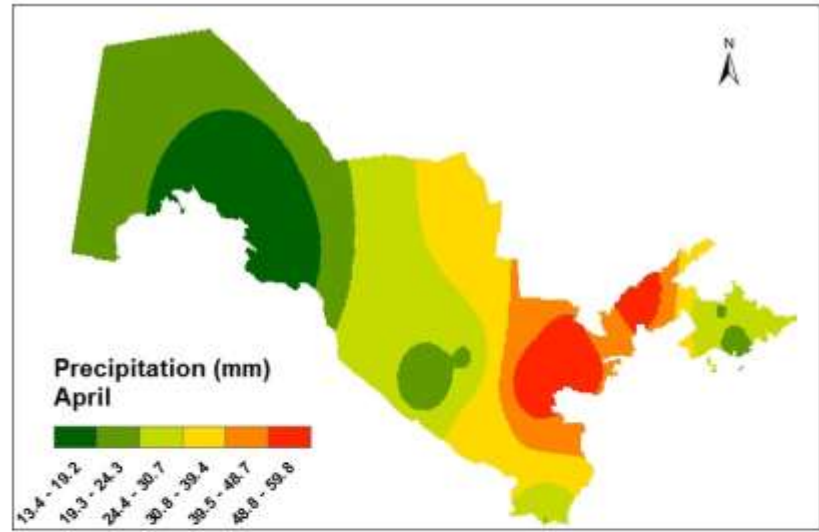 N
Precipitation (mm)
April
13.4 - 19.2
19.3 - 24.3
24.4 - 30.7
30.8 - 39.4
39.5 - 48.7
48.8 - 59.8